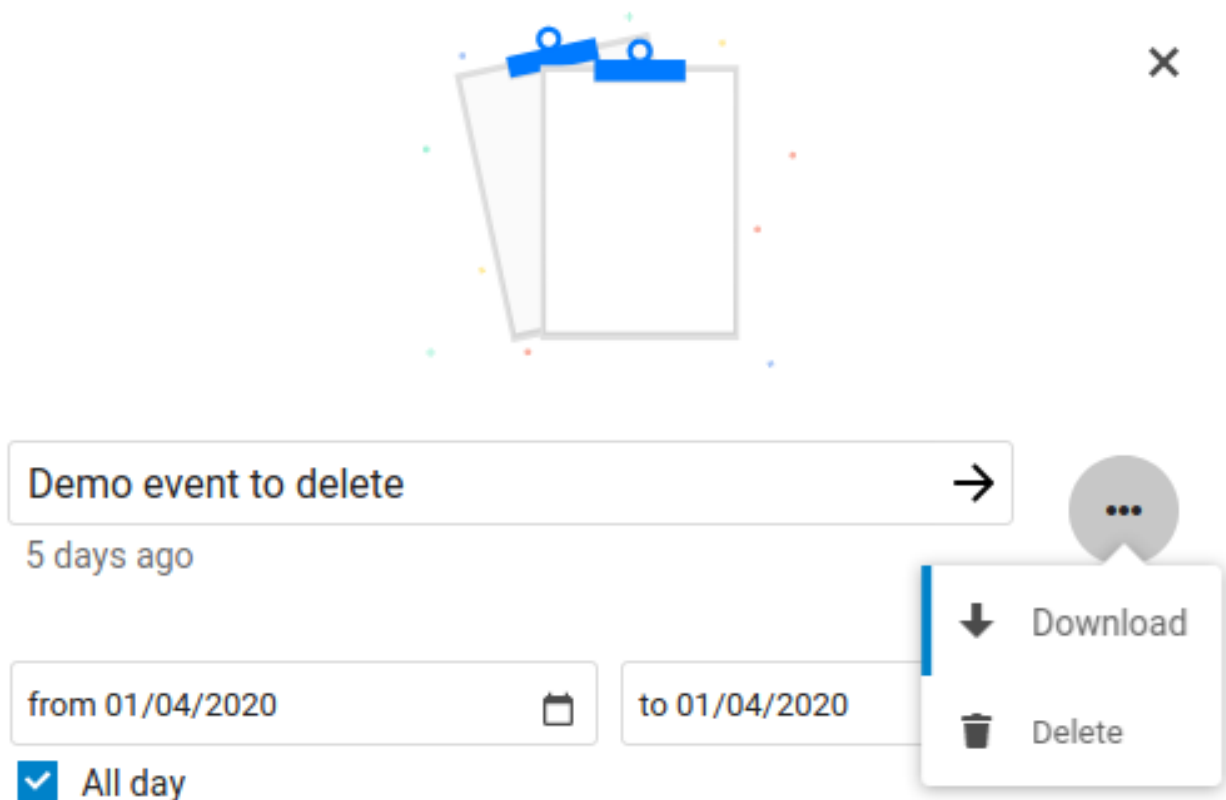 Demo event to delete
5 days ago
Download
from 01/04/2020
to 01/04/2020
Delete
All day